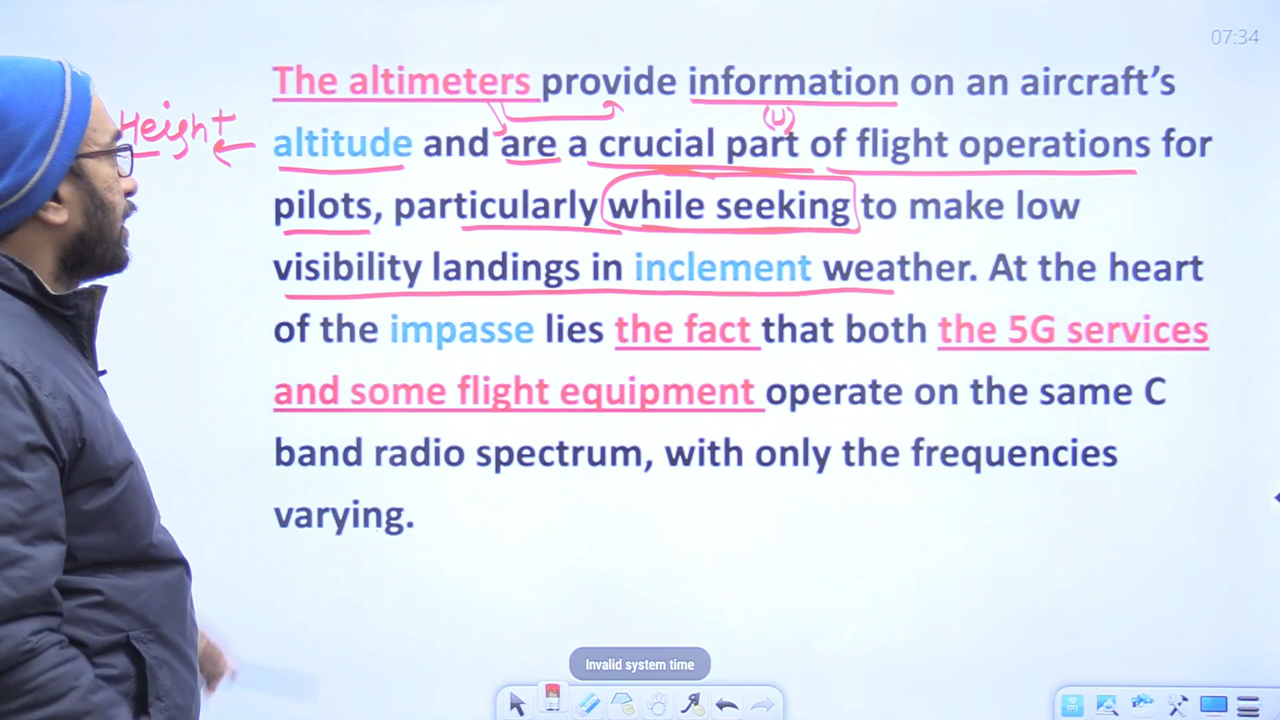 07:34
The altimeters provide information on an aircraft’s
(U)
Height
altitude and are a crucial part of flight operations for
pilots, particularly while seeking to make low
visibility landings in inclement weather. At the heart
of the impasse lies the fact that both the 5G services
and some flight equipment operate on the same C
band radio spectrum, with only the frequencies
varying.
Invalid system time